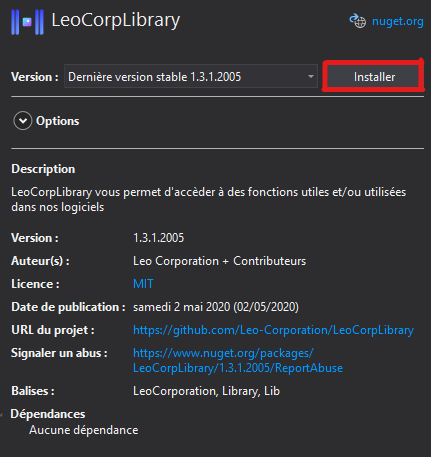 LeoCorpLibrary
nuget.org
Version : Dernière version stable 1.3.1.2005 Installer
Options
Description
LeoCorpLibrary vous permet d'accèder à des fonctions utiles et/ou utilisées
dans nos logiciels
Version : 1.3.1.2005
Auteur(s) : Leo Corporation + Contributeurs
Licence : MIT
Date de publication : samedi 2 mai 2020 (02/05/2020)
URL du projet : https://github.com/Leo-Corporation/LeoCorpLibrary
Signaler un abus : https://www.nuget.org/packages/
LeoCorpLibrary/1.3.1.2005/ReportAbuse
Balises : LeoCorporation, Library, Lib
Dépendances
Aucune dépendance